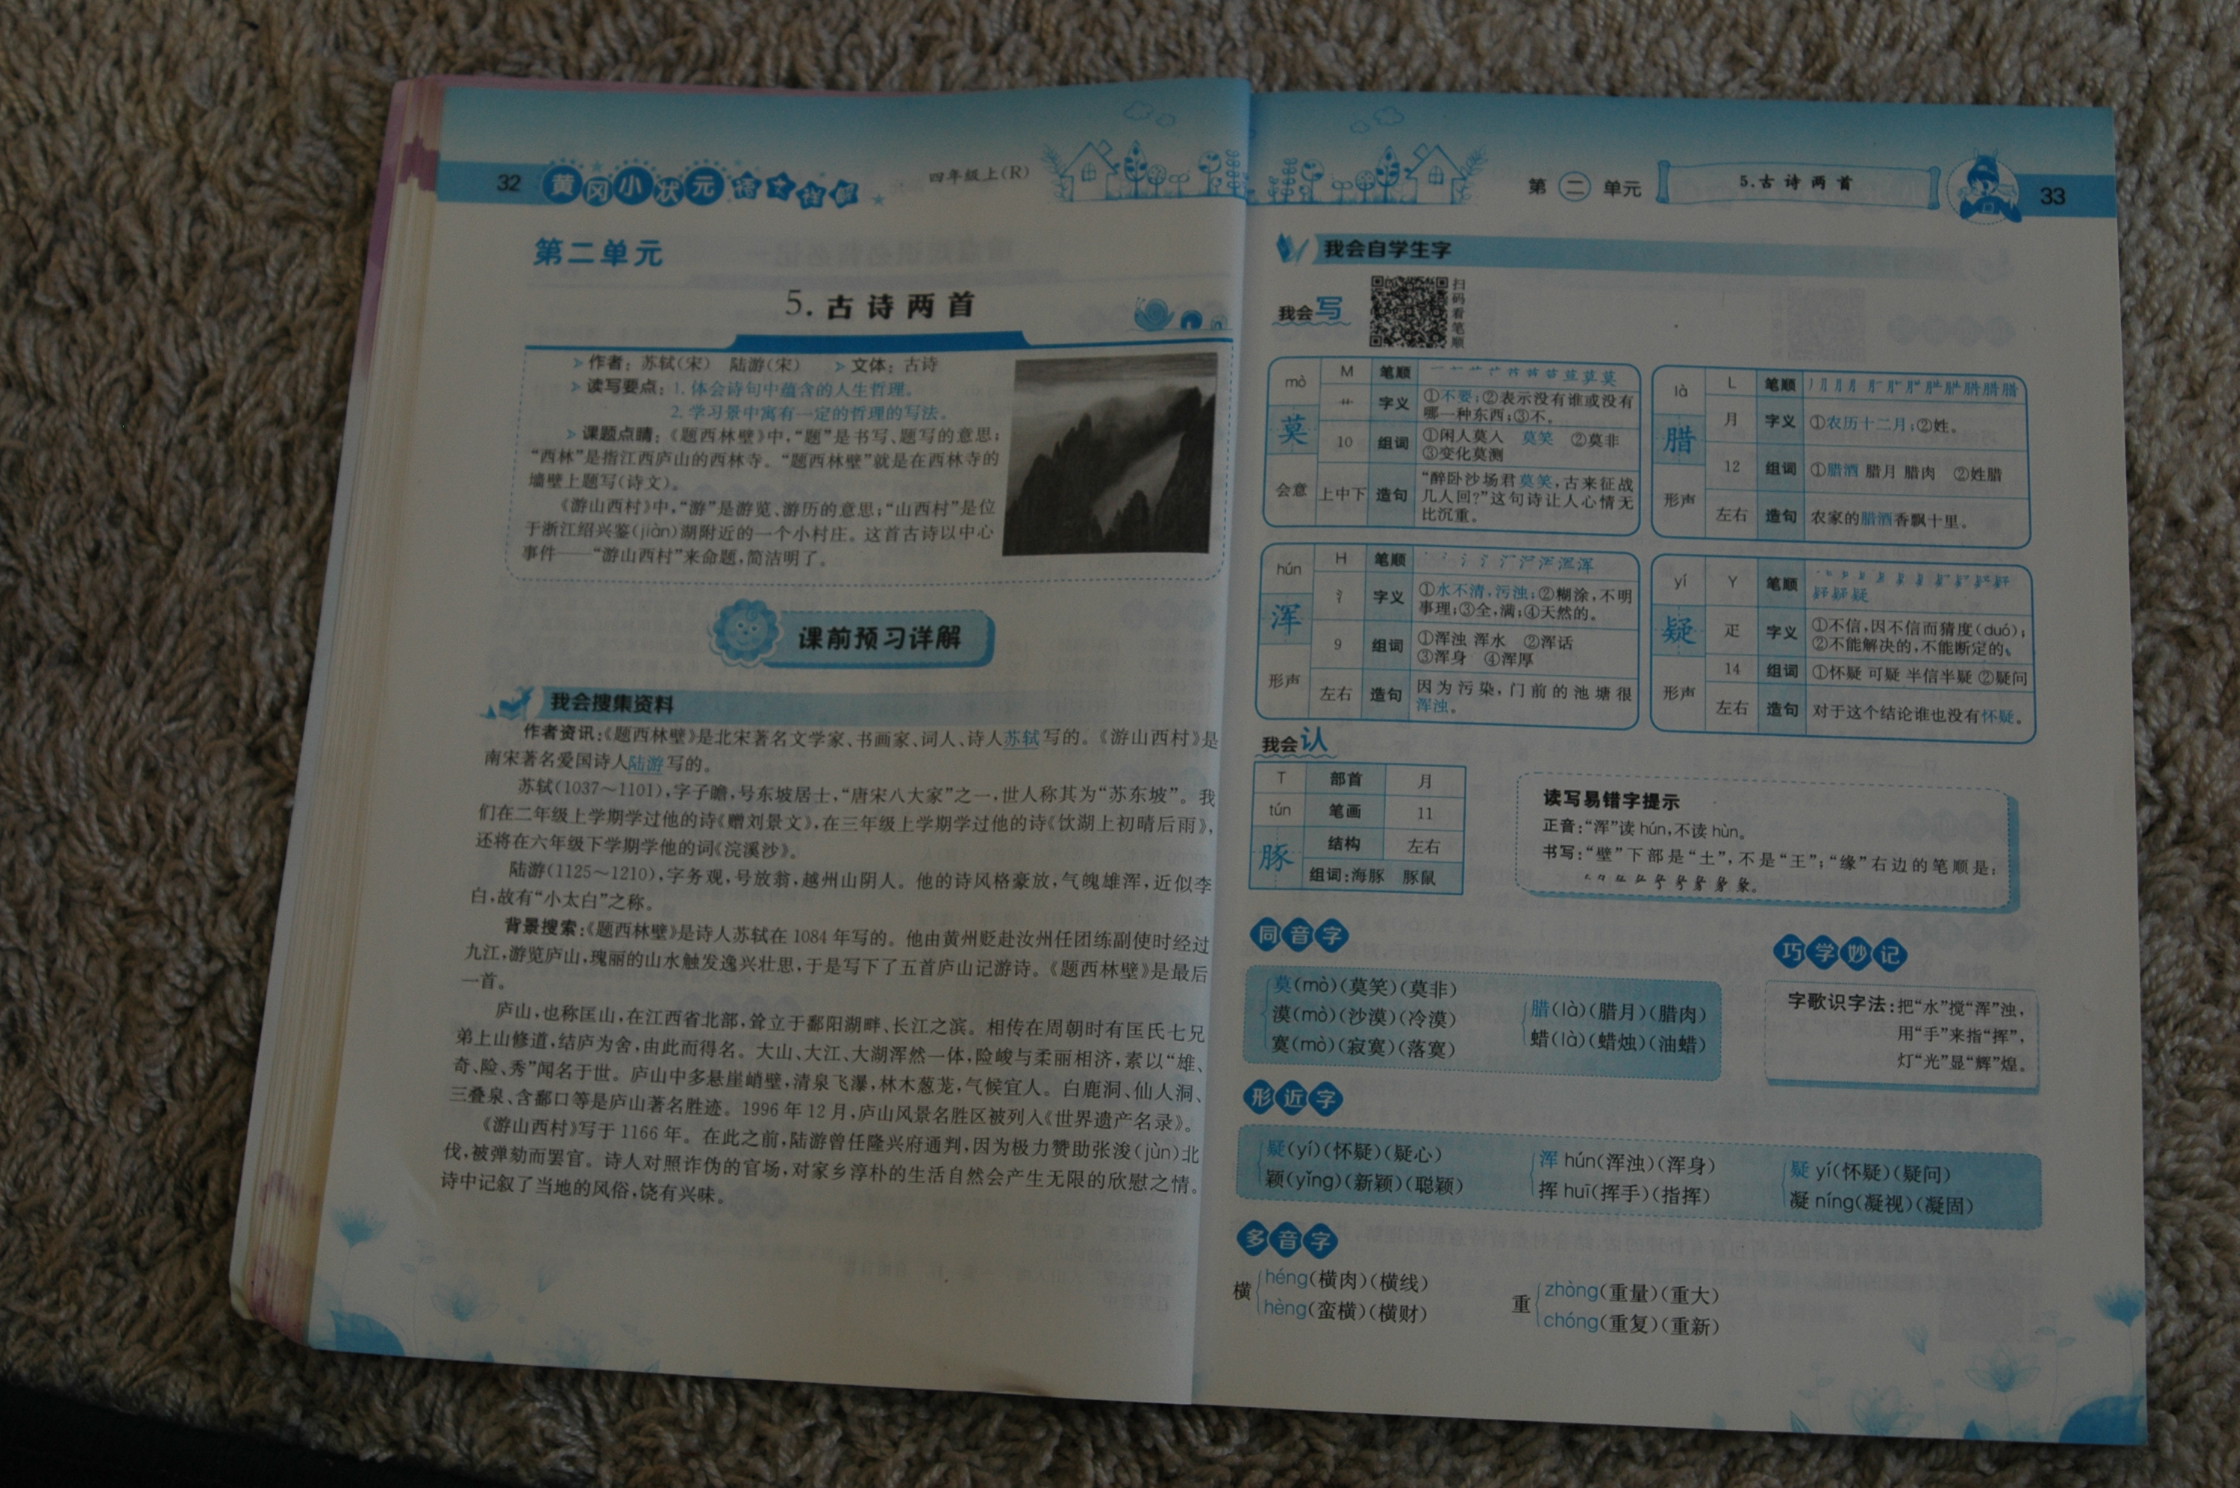 32 黄冈小状元 语文详解 四年级上(R)
第二单元
5.古诗两首
作者：苏轼(宋) 陆游(宋) 文体：古诗
读写要点：1.体会诗句中蕴含的人生哲理。
2.学习景中寓有一定的哲理的写法。
课题点睛：《题西林壁》中，“题”是书写、题写的意思；
“西林”是指江西庐山的西林寺。“题西林壁”就是在西林寺的
墙壁上题写(诗文)。
《游山西村》中，“游”是游览、游历的意思；“山西村”是位
于浙江绍兴鉴(jiàn)湖附近的一个小村庄。这首古诗以中心
事件——“游山西村”来命题，简洁明了。
课前预习详解
我会搜集资料
作者资讯：《题西林壁》是北宋著名文学家、书画家、词人、诗人苏轼写的。《游山西村》是
南宋著名爱国诗人陆游写的。
苏轼(1037～1101)，字子瞻，号东坡居士，“唐宋八大家”之一，世人称其为“苏东坡”。我
们在二年级上学期学过他的诗《赠刘景文》，在三年级上学期学过他的诗《饮湖上初晴后雨》，
还将在六年级下学期学他的词《浣溪沙》。
陆游(1125～1210)，字务观，号放翁，越州山阴人。他的诗风格豪放，气魄雄浑，近似李
白，故有“小太白”之称。
背景搜索：《题西林壁》是诗人苏轼在1084年写的。他由黄州贬赴汝州任团练副使时经过
九江，游览庐山，瑰丽的山水触发逸兴壮思，于是写下了五首庐山记游诗。《题西林壁》是最后
一首。
庐山，也称匡山，在江西省北部，耸立于鄱阳湖畔、长江之滨。相传在周朝时有匡氏七兄
弟上山修道，结庐为舍，由此而得名。大山、大江、大湖浑然一体，险峻与柔丽相济，素以“雄、
奇、险、秀”闻名于世。庐山中多悬崖峭壁，清泉飞瀑，林木葱茏，气候宜人。白鹿洞、仙人洞、
三叠泉、含鄱口等是庐山著名胜迹。1996年12月，庐山风景名胜区被列入《世界遗产名录》。
《游山西村》写于1166年。在此之前，陆游曾任隆兴府通判，因为极力赞助张浚(jùn)北
伐，被弹劾而罢官。诗人对照诈伪的官场，对家乡淳朴的生活自然会产生无限的欣慰之情。
诗中记叙了当地的风俗，饶有兴味。
第二单元 5.古诗两首 33
我会自学生字
我会写
扫码看笔顺
mò M 笔顺
莫 艹 字义 ①不要；②表示没有谁或没有
哪一种东西；③不。
10 组词 ①闲人莫入 莫笑 ②莫非
③变化莫测
会意 上中下 造句 “醉卧沙场君莫笑，古来征战
几人回？”这句诗让人心情无
比沉重。
là L 笔顺
腊 月 字义 ①农历十二月；②姓。
12 组词 ①腊酒 腊月 腊肉 ②姓腊
形声 左右 造句 农家的腊酒香飘十里。
hún H 笔顺
浑 氵 字义 ①水不清，污浊；②糊涂，不明
事理；③全，满；④天然的。
9 组词 ①浑浊 浑水 ②浑话
③浑身 ④浑厚
形声 左右 造句 因为污染，门前的池塘很
浑浊。
yí Y 笔顺
疑 疋 字义 ①不信，因不信而猜度(duó)；
②不能解决的，不能断定的。
14 组词 ①怀疑 可疑 半信半疑 ②疑问
形声 左右 造句 对于这个结论谁也没有怀疑。
我会认
T 部首 月
tún 笔画 11
豚 结构 左右
组词：海豚 豚鼠
读写易错字提示
正音：“浑”读hún，不读hùn。
书写：“壁”下部是“土”，不是“王”；“缘”右边的笔顺是：
同音字
莫(mò)(莫笑)(莫非)
漠(mò)(沙漠)(冷漠)
寞(mò)(寂寞)(落寞)
腊(là)(腊月)(腊肉)
蜡(là)(蜡烛)(油蜡)
巧学妙记
字歌识字法：把“水”搅“浑”浊，
用“手”来指“挥”，
灯“光”显“辉”煌。
形近字
疑(yí)(怀疑)(疑心)
颖(yǐng)(新颖)(聪颖)
浑 hún(浑浊)(浑身)
挥 huī(挥手)(指挥)
疑 yí(怀疑)(疑问)
凝 níng(凝视)(凝固)
多音字
横 héng(横肉)(横线)
hèng(蛮横)(横财)
重 zhòng(重量)(重大)
chóng(重复)(重新)